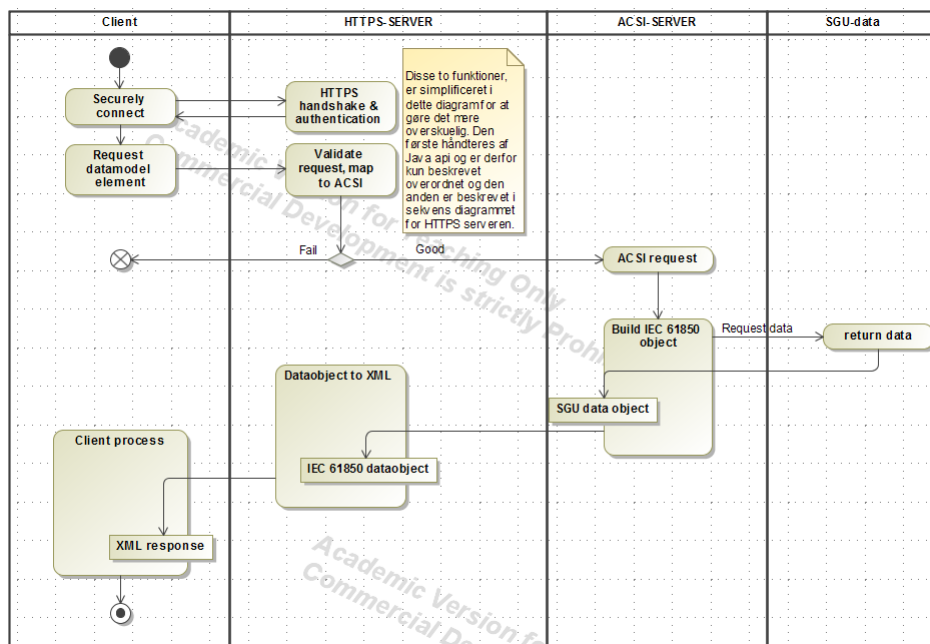 Client
HTTPS-SERVER
ACSI-SERVER
SGU-data
Securely
connect
HTTPS
handshake &
authentication
Disse to funktioner,
er simplificeret i
dette diagram for at
gøre det mere
overskuelig. Den
første håndteres af
Java api og er derfor
kun beskrevet
overordnet og den
anden er beskrevet i
sekvens diagrammet
for HTTPS serveren.
Request
datamodel
element
Validate
request, map
to ACSI
Academic Version for Teaching Only
Commercial Development is strictly Prohi
Fail
Good
ACSI request
Build IEC 61850
object
Request data
return data
SGU data object
Dataobject to XML
IEC 61850 dataobject
Client process
XML response
Academic Version fo
Commercial De